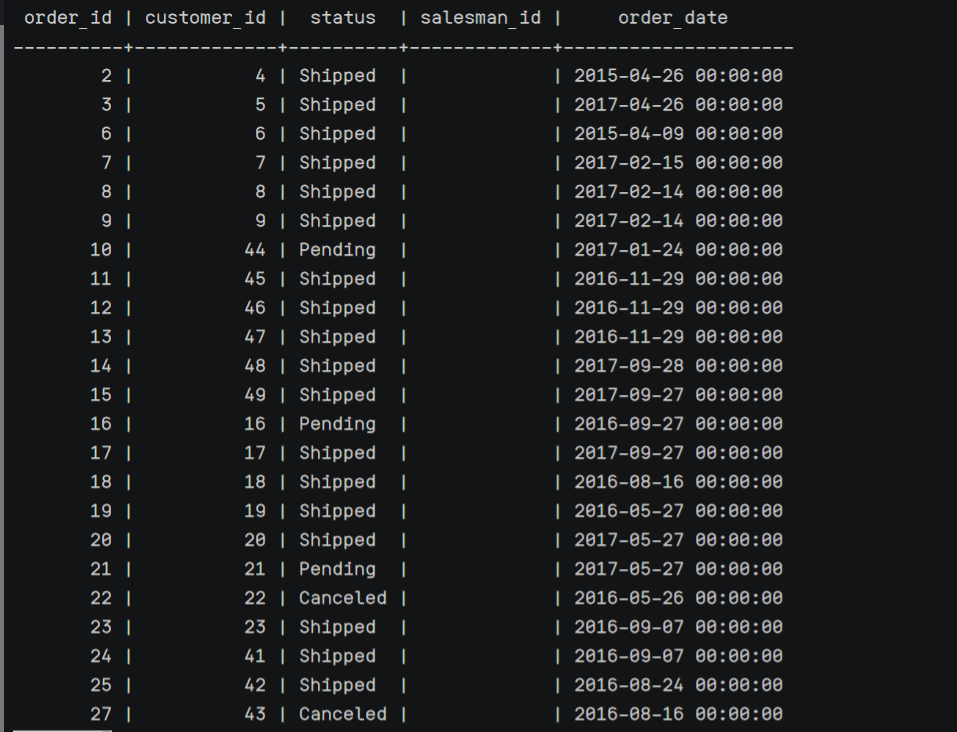 order_id | customer_id | status | salesman_id | order_date
----------+-------------+----------+-------------+---------------------
2 | 4 | Shipped | | 2015-04-26 00:00:00
3 | 5 | Shipped | | 2017-04-26 00:00:00
6 | 6 | Shipped | | 2015-04-09 00:00:00
7 | 7 | Shipped | | 2017-02-15 00:00:00
8 | 8 | Shipped | | 2017-02-14 00:00:00
9 | 9 | Shipped | | 2017-02-14 00:00:00
10 | 44 | Pending | | 2017-01-24 00:00:00
11 | 45 | Shipped | | 2016-11-29 00:00:00
12 | 46 | Shipped | | 2016-11-29 00:00:00
13 | 47 | Shipped | | 2016-11-29 00:00:00
14 | 48 | Shipped | | 2017-09-28 00:00:00
15 | 49 | Shipped | | 2017-09-27 00:00:00
16 | 16 | Pending | | 2016-09-27 00:00:00
17 | 17 | Shipped | | 2017-09-27 00:00:00
18 | 18 | Shipped | | 2016-08-16 00:00:00
19 | 19 | Shipped | | 2016-05-27 00:00:00
20 | 20 | Shipped | | 2017-05-27 00:00:00
21 | 21 | Pending | | 2017-05-27 00:00:00
22 | 22 | Canceled | | 2016-05-26 00:00:00
23 | 23 | Shipped | | 2016-09-07 00:00:00
24 | 41 | Shipped | | 2016-09-07 00:00:00
25 | 42 | Shipped | | 2016-08-24 00:00:00
27 | 43 | Canceled | | 2016-08-16 00:00:00